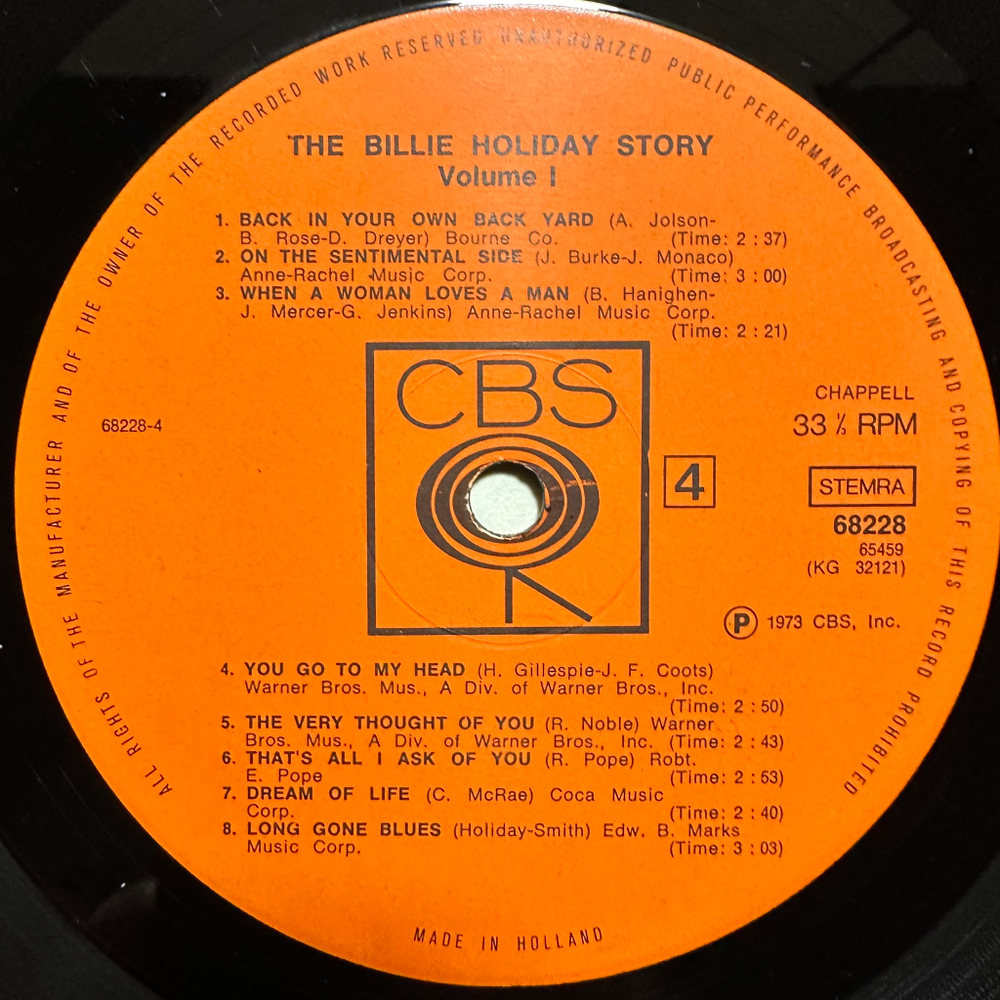 ALL RIGHTS OF THE MANUFACTURER AND OF THE OWNER OF THE RECORDED WORK RESERVED UNAUTHORIZED PUBLIC PERFORMANCE BROADCASTING AND COPYING OF THIS RECORD PROHIBITED
THE BILLIE HOLIDAY STORY
Volume I
1. BACK IN YOUR OWN BACK YARD (A. Jolson-
B. Rose-D. Dreyer) Bourne Co. (Time: 2 : 37)
2. ON THE SENTIMENTAL SIDE (J. Burke-J. Monaco)
Anne-Rachel Music Corp. (Time: 3 : 00)
3. WHEN A WOMAN LOVES A MAN (B. Hanighen-
J. Mercer-G. Jenkins) Anne-Rachel Music Corp.
(Time: 2 : 21)
CBS
68228-4
4
CHAPPELL
33 ⅓ RPM
STEMRA
68228
65459
(KG 32121)
Ⓟ 1973 CBS, Inc.
4. YOU GO TO MY HEAD (H. Gillespie-J. F. Coots)
Warner Bros. Mus., A Div. of Warner Bros., Inc.
(Time: 2 : 50)
5. THE VERY THOUGHT OF YOU (R. Noble) Warner
Bros. Mus., A Div. of Warner Bros., Inc. (Time: 2 : 43)
6. THAT'S ALL I ASK OF YOU (R. Pope) Robt.
E. Pope (Time: 2 : 53)
7. DREAM OF LIFE (C. McRae) Coca Music
Corp. (Time: 2 : 40)
8. LONG GONE BLUES (Holiday-Smith) Edw. B. Marks
Music Corp. (Time: 3 : 03)
MADE IN HOLLAND